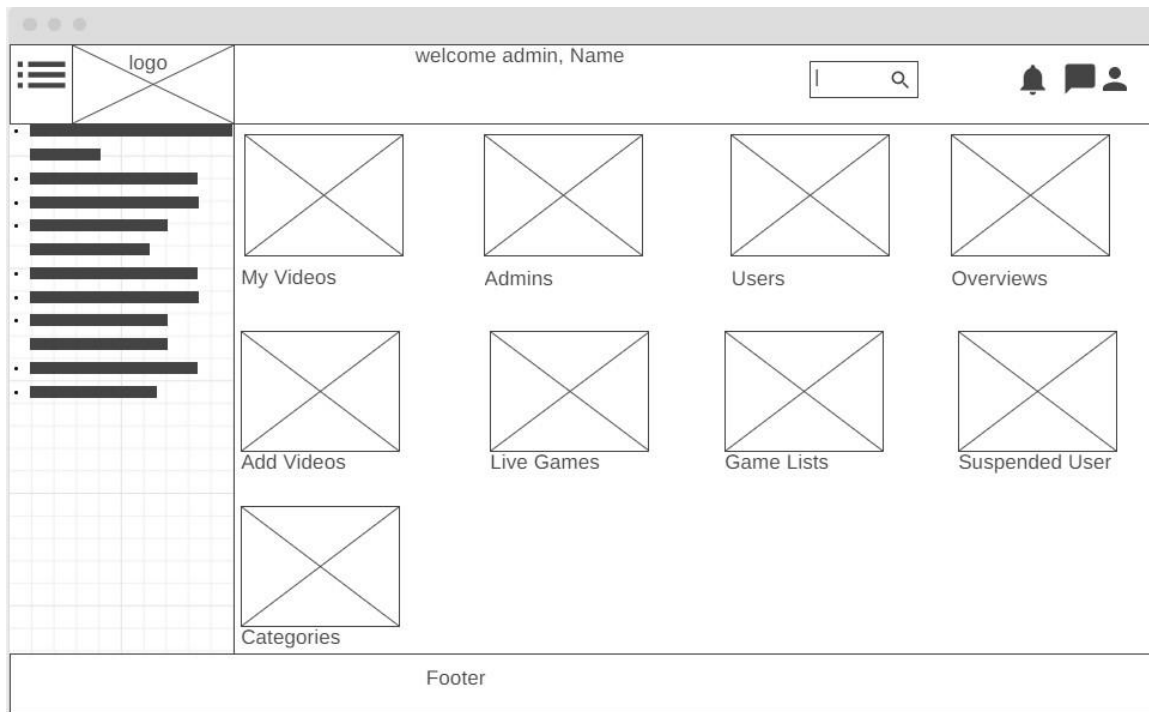 logo
welcome admin, Name
My Videos
Admins
Users
Overviews
Add Videos
Live Games
Game Lists
Suspended User
Categories
Footer